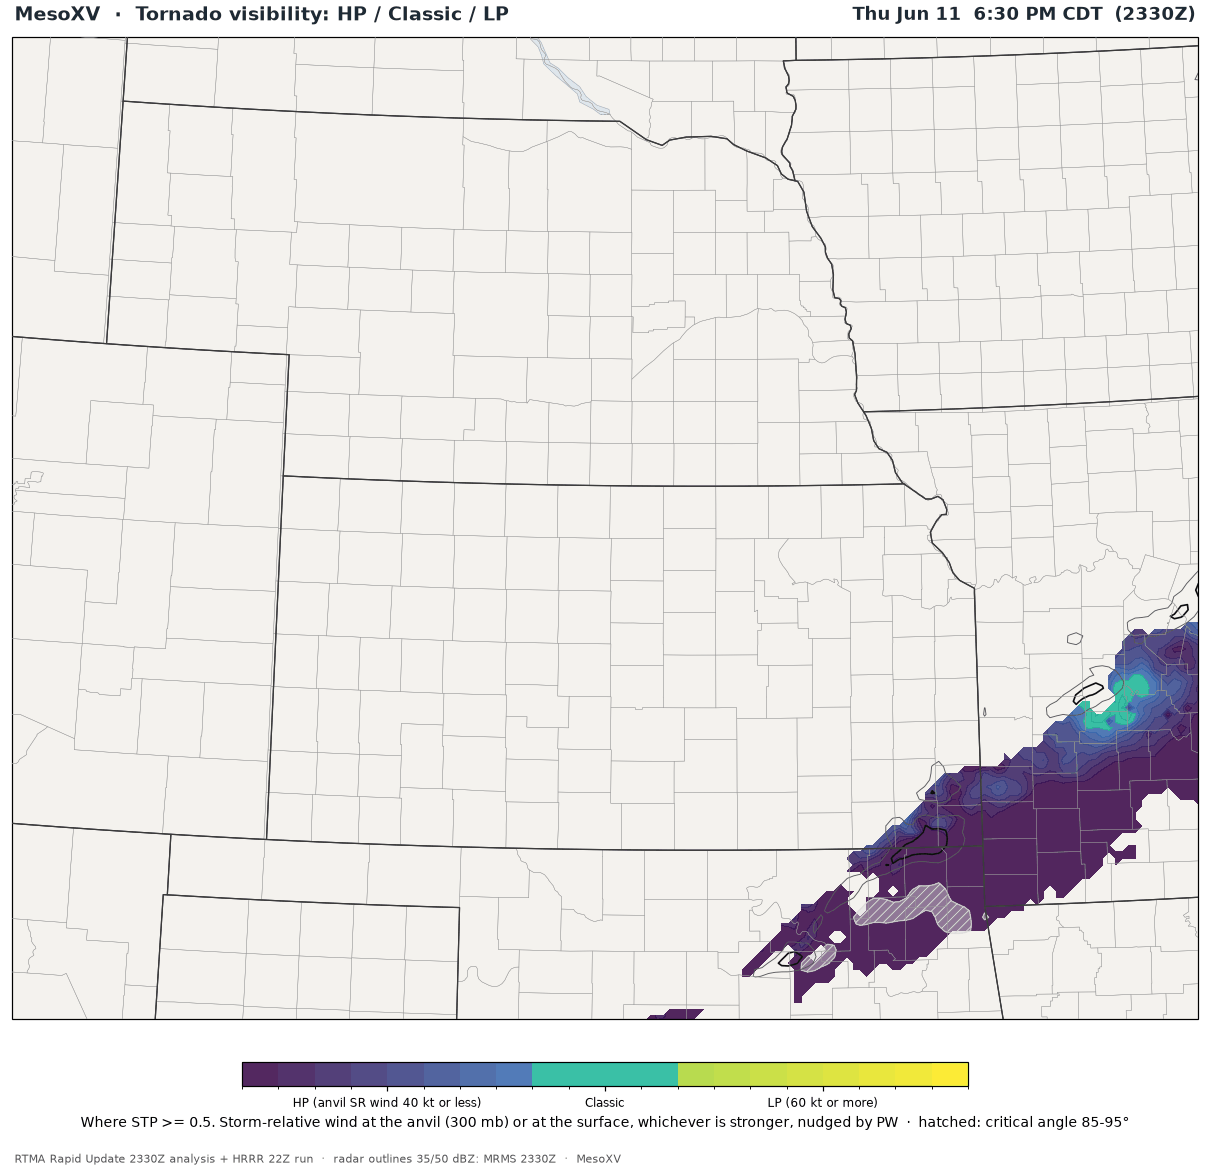 MesoXV · Tornado visibility: HP / Classic / LP
Thu Jun 11 6:30 PM CDT (2330Z)
HP (anvil SR wind 40 kt or less)
Classic
LP (60 kt or more)
Where STP >= 0.5. Storm-relative wind at the anvil (300 mb) or at the surface, whichever is stronger, nudged by PW · hatched: critical angle 85-95°
RTMA Rapid Update 2330Z analysis + HRRR 22Z run · radar outlines 35/50 dBZ: MRMS 2330Z · MesoXV